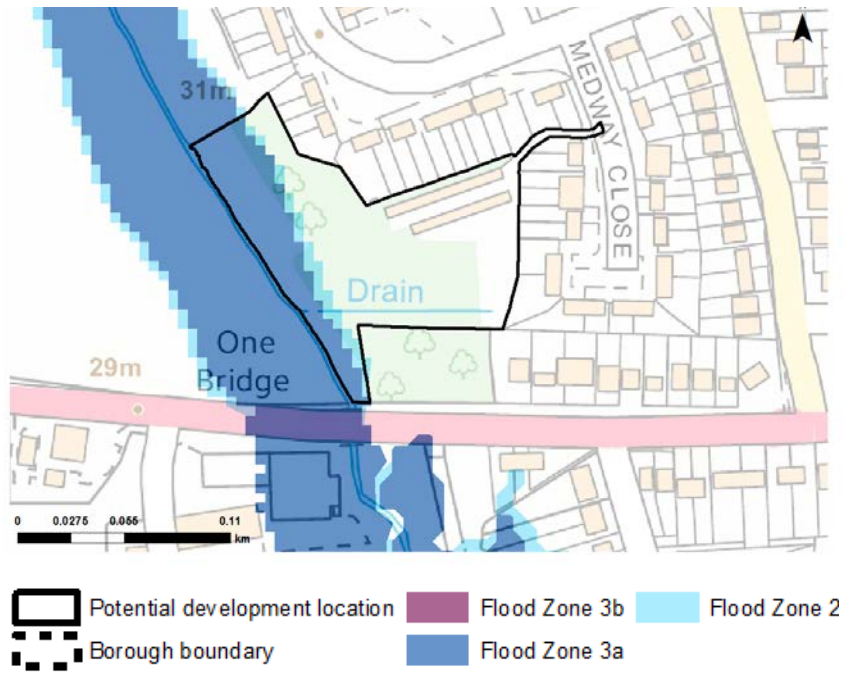 31m
MEDWAY CLOSE
Drain
One
Bridge
29m
0 0.0275 0.055 0.11
km
Potential development location
Flood Zone 3b
Flood Zone 2
Borough boundary
Flood Zone 3a